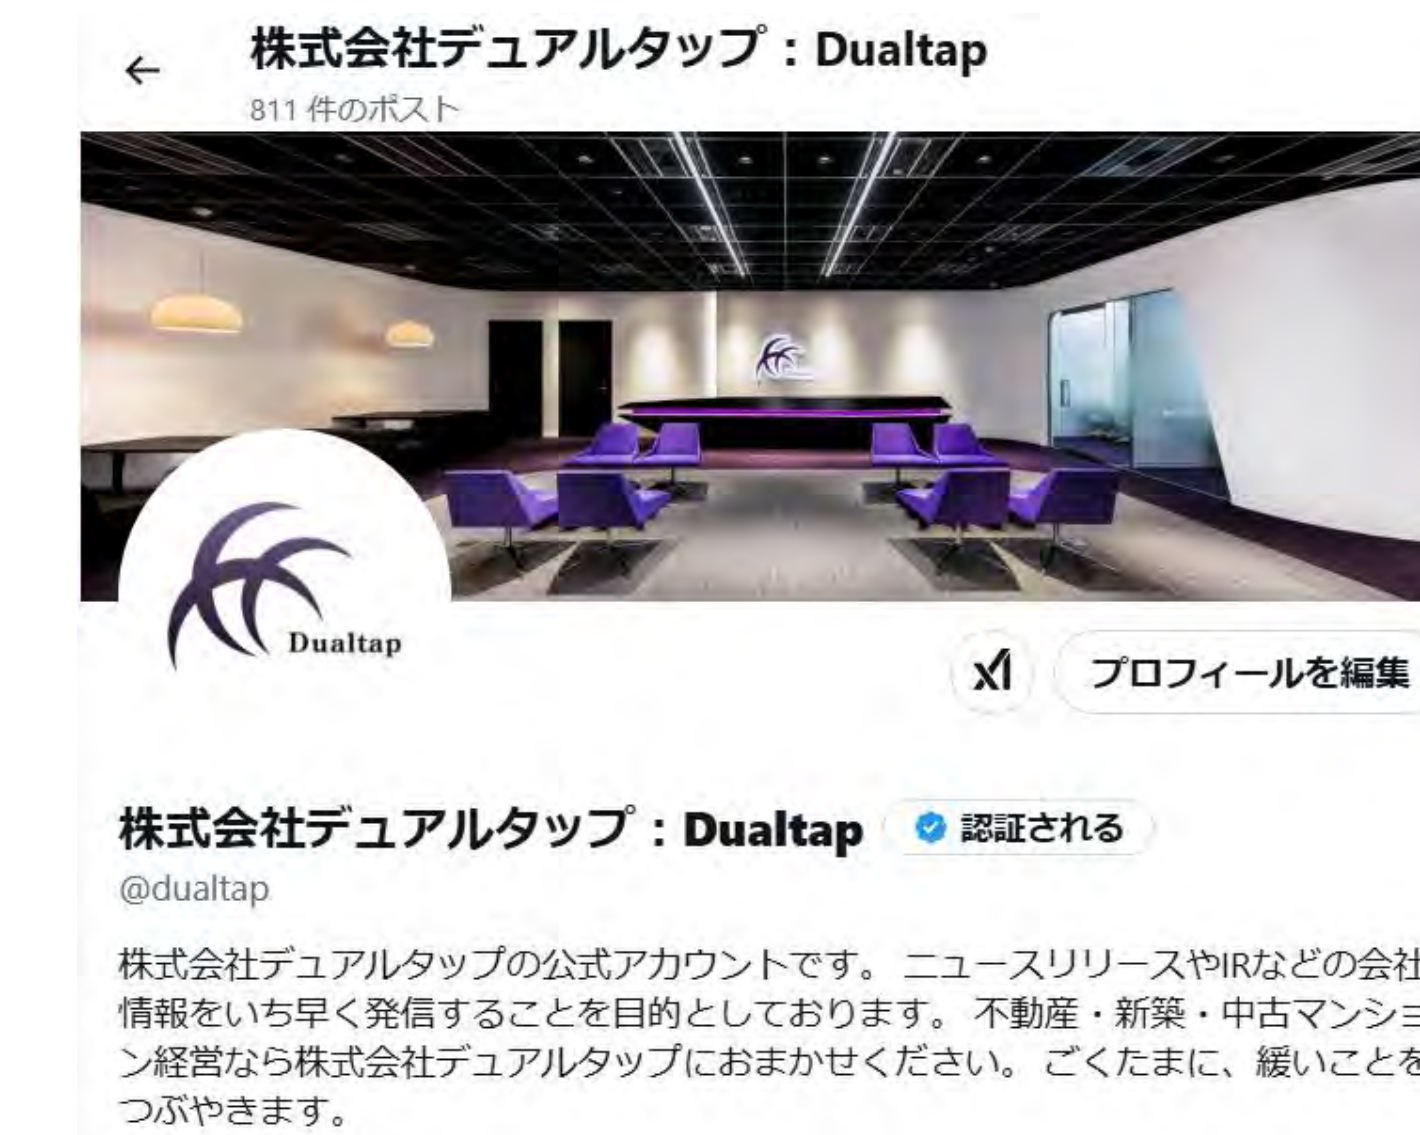 株式会社デュアルタップ：Dualtap
811 件のポスト
Dualtap
プロフィールを編集
株式会社デュアルタップ：Dualtap
認証される
@dualtap
株式会社デュアルタップの公式アカウントです。 ニュースリリースやIRなどの会社
情報をいち早く発信することを目的としております。 不動産・新築・中古マンショ
ン経営なら株式会社デュアルタップにおまかせください。 ごくたまに、緩いことを
つぶやきます。